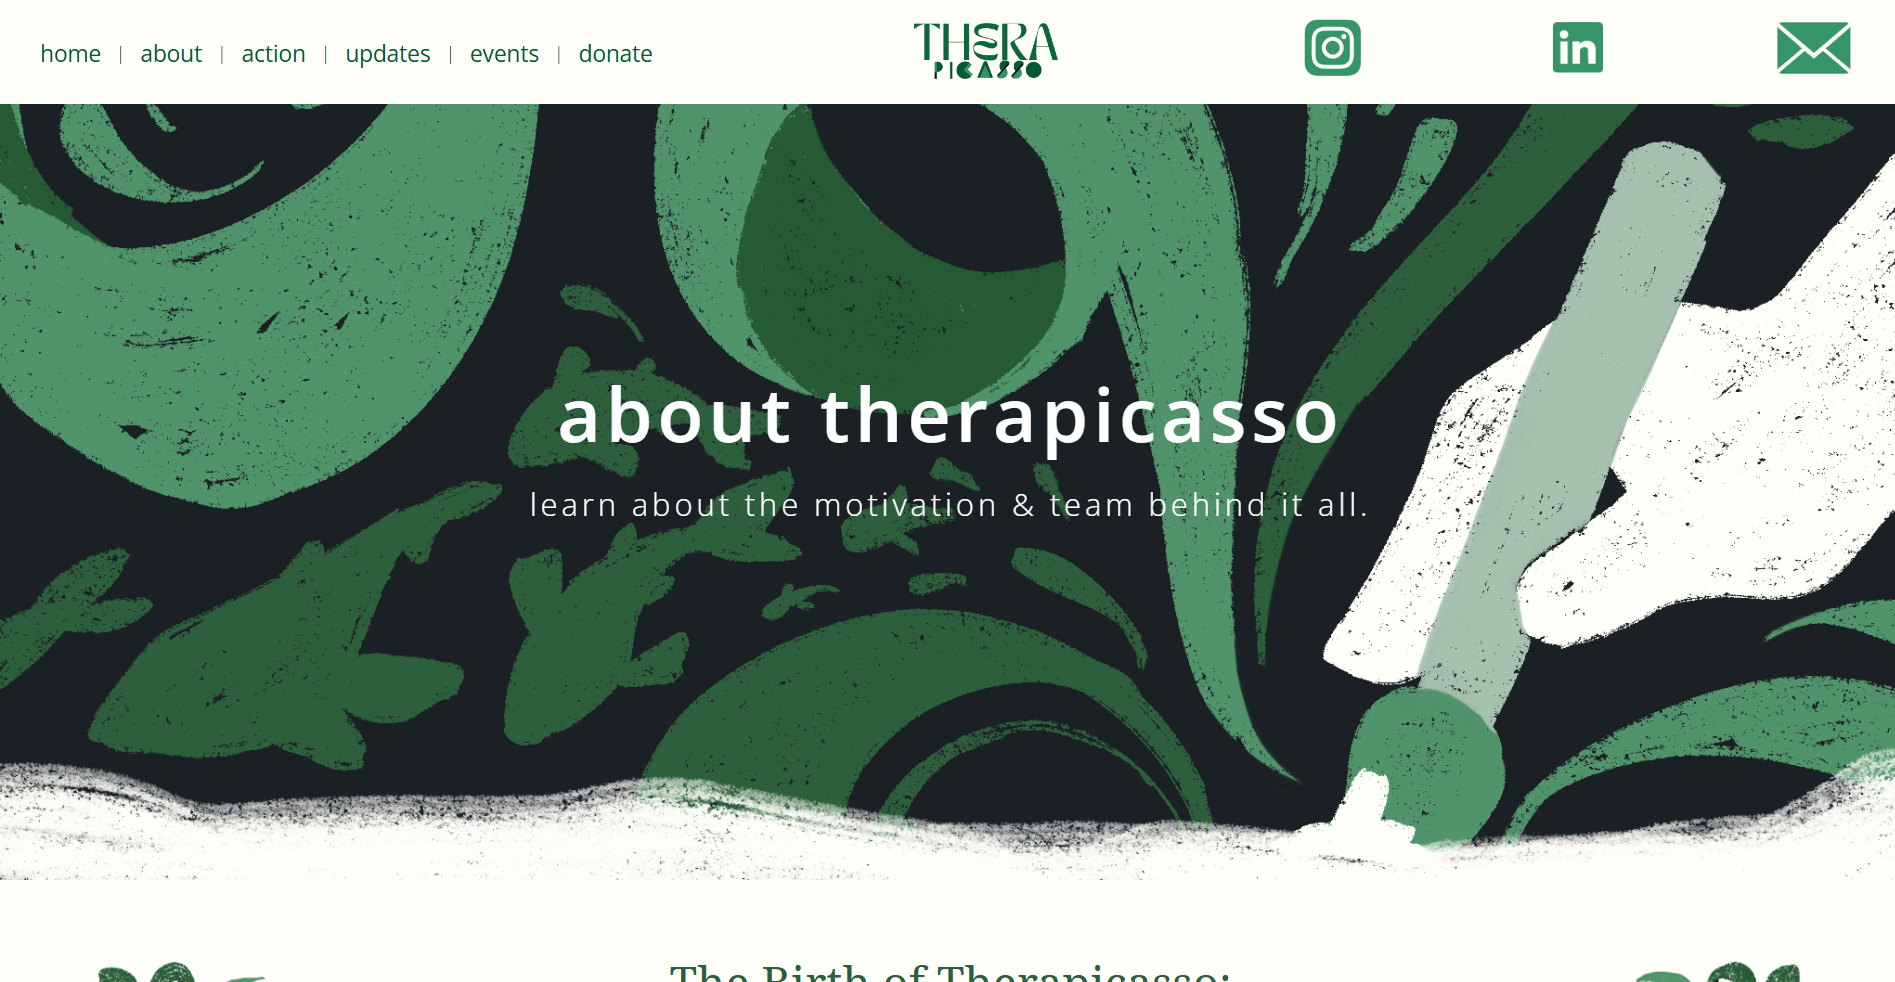 home | about | action | updates | events | donate
THERA
PICASSO
in
about therapicasso
learn about the motivation & team behind it all.
The Birth of Therapicasso: